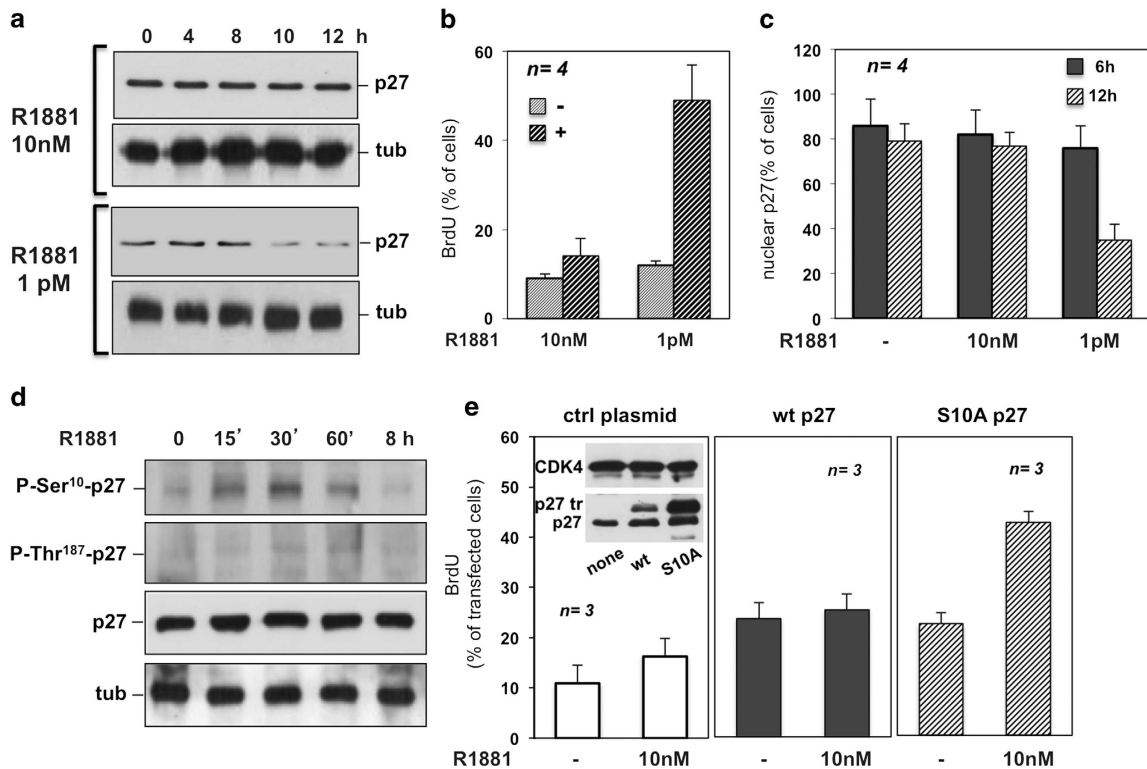 a
0 4 8 10 12 h
R1881
10nM
p27
tub
R1881
1 pM
p27
tub
b
BrdU (% of cells)
60
40
20
0
n= 4
-
+
R1881 10nM 1pM
c
nuclear p27(% of cells)
120
100
80
60
40
20
0
n= 4
6h
12h
R1881 - 10nM 1pM
d
R1881 0 15’ 30’ 60’ 8 h
P-Ser10-p27
P-Thr187-p27
p27
tub
e
ctrl plasmid wt p27 S10A p27
BrdU
(% of transfected cells)
60
50
40
30
20
10
0
CDK4
p27 tr
p27
none wt S10A
n= 3
n= 3
n= 3
R1881 - 10nM - 10nM - 10nM